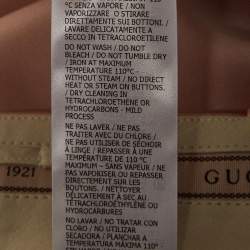 °C SENZA VAPORE / NON
VAPORIZZARE O STIRARE
DIRETTAMENTE SUI BOTTONI/
LAVARE DELICATAMENTE A
SECCO IN TETRACLOROETILENE
DO NOT WASH / DO NOT
BLEACH / DO NOT TUMBLE DRY
/ IRON AT MAXIMUM
TEMPERATURE 110°C -
WITHOUT STEAM / NO DIRECT
HEAT OR STEAM ON BUTTONS.
/ DRY CLEANING IN
TETRACHLOROETHENE OR
HYDROCARBONS - MILD
PROCESS
NE PAS LAVER / NE PAS
TRAITER AVEC DU CHLORE /
NE PAS UTILISER DE SÉCHOIR
À LINGE / REPASSER À UNE
TEMPÉRATURE DE 110 °C
MAXIMUM – SANS VAPEUR / NE
PAS VAPORISER OU REPASSER
DIRECTEMENT SUR LES
BOUTONS / NETTOYER
DÉLICATEMENT À SEC AU
TÉTRACHLOROÉTHYLÈNE OU
HYDROCARBURES
NO LAVAR / NO TRATAR CON
CLORO / NO UTILIZAR
SECADORA / PLANCHAR A
TEMPERATURA MÁXIMA 110°
1921
GUC